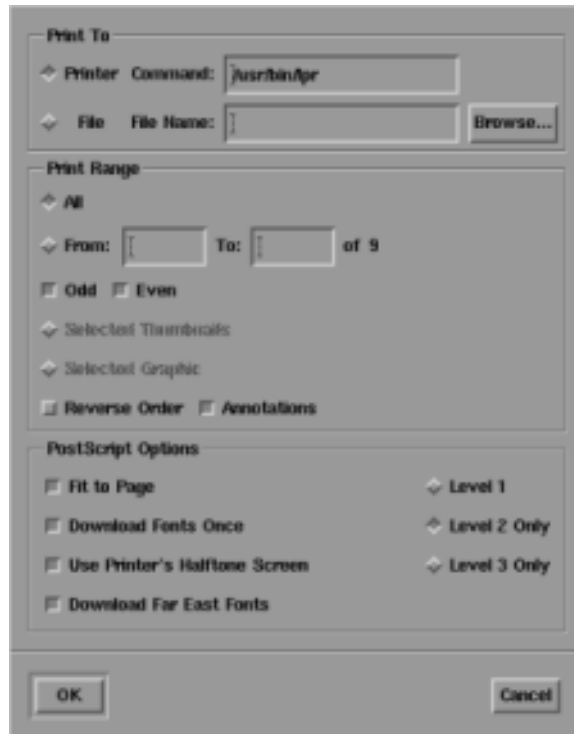 Print To
Printer Command: /usr/bin/lpr
File File Name: Browse...
Print Range
All
From: To: of 9
Odd Even
Selected Thumbnails
Selected Graphic
Reverse Order Annotations
PostScript Options
Fit to Page Level 1
Download Fonts Once Level 2 Only
Use Printer's Halftone Screen Level 3 Only
Download Far East Fonts
OK Cancel